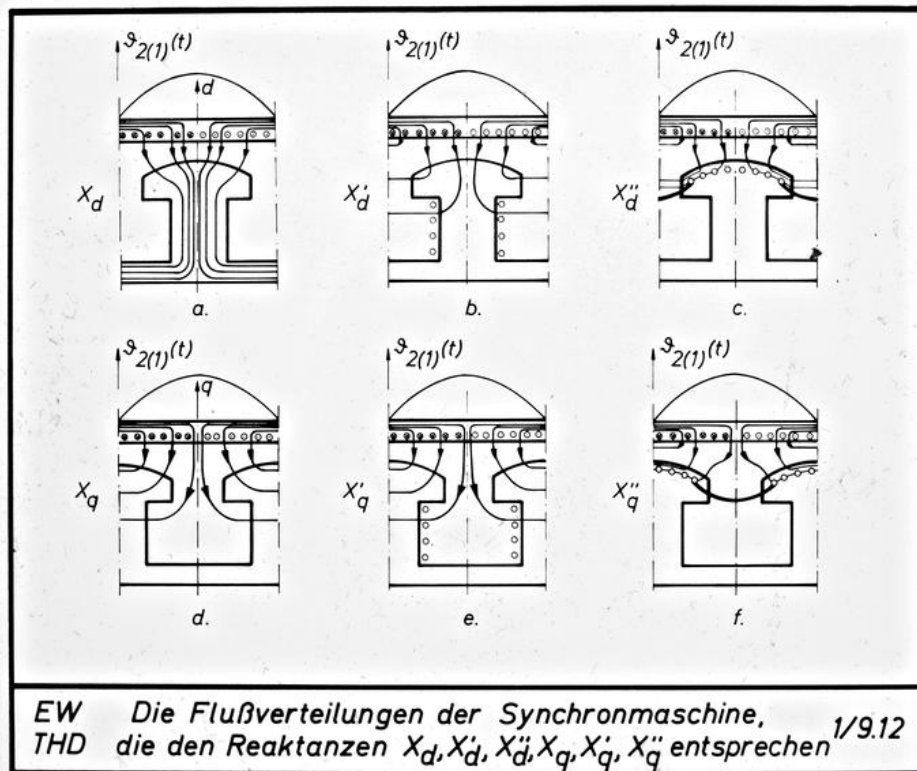 ϑ2(1)(t) ϑ2(1)(t) ϑ2(1)(t)
d
Xd X'd X''d
a. b. c.
ϑ2(1)(t) ϑ2(1)(t) ϑ2(1)(t)
q
Xq X'q X''q
d. e. f.
EW Die Flußverteilungen der Synchronmaschine, 1/9.12
THD die den Reaktanzen Xd, X'd, X''d, Xq, X'q, X''q entsprechen